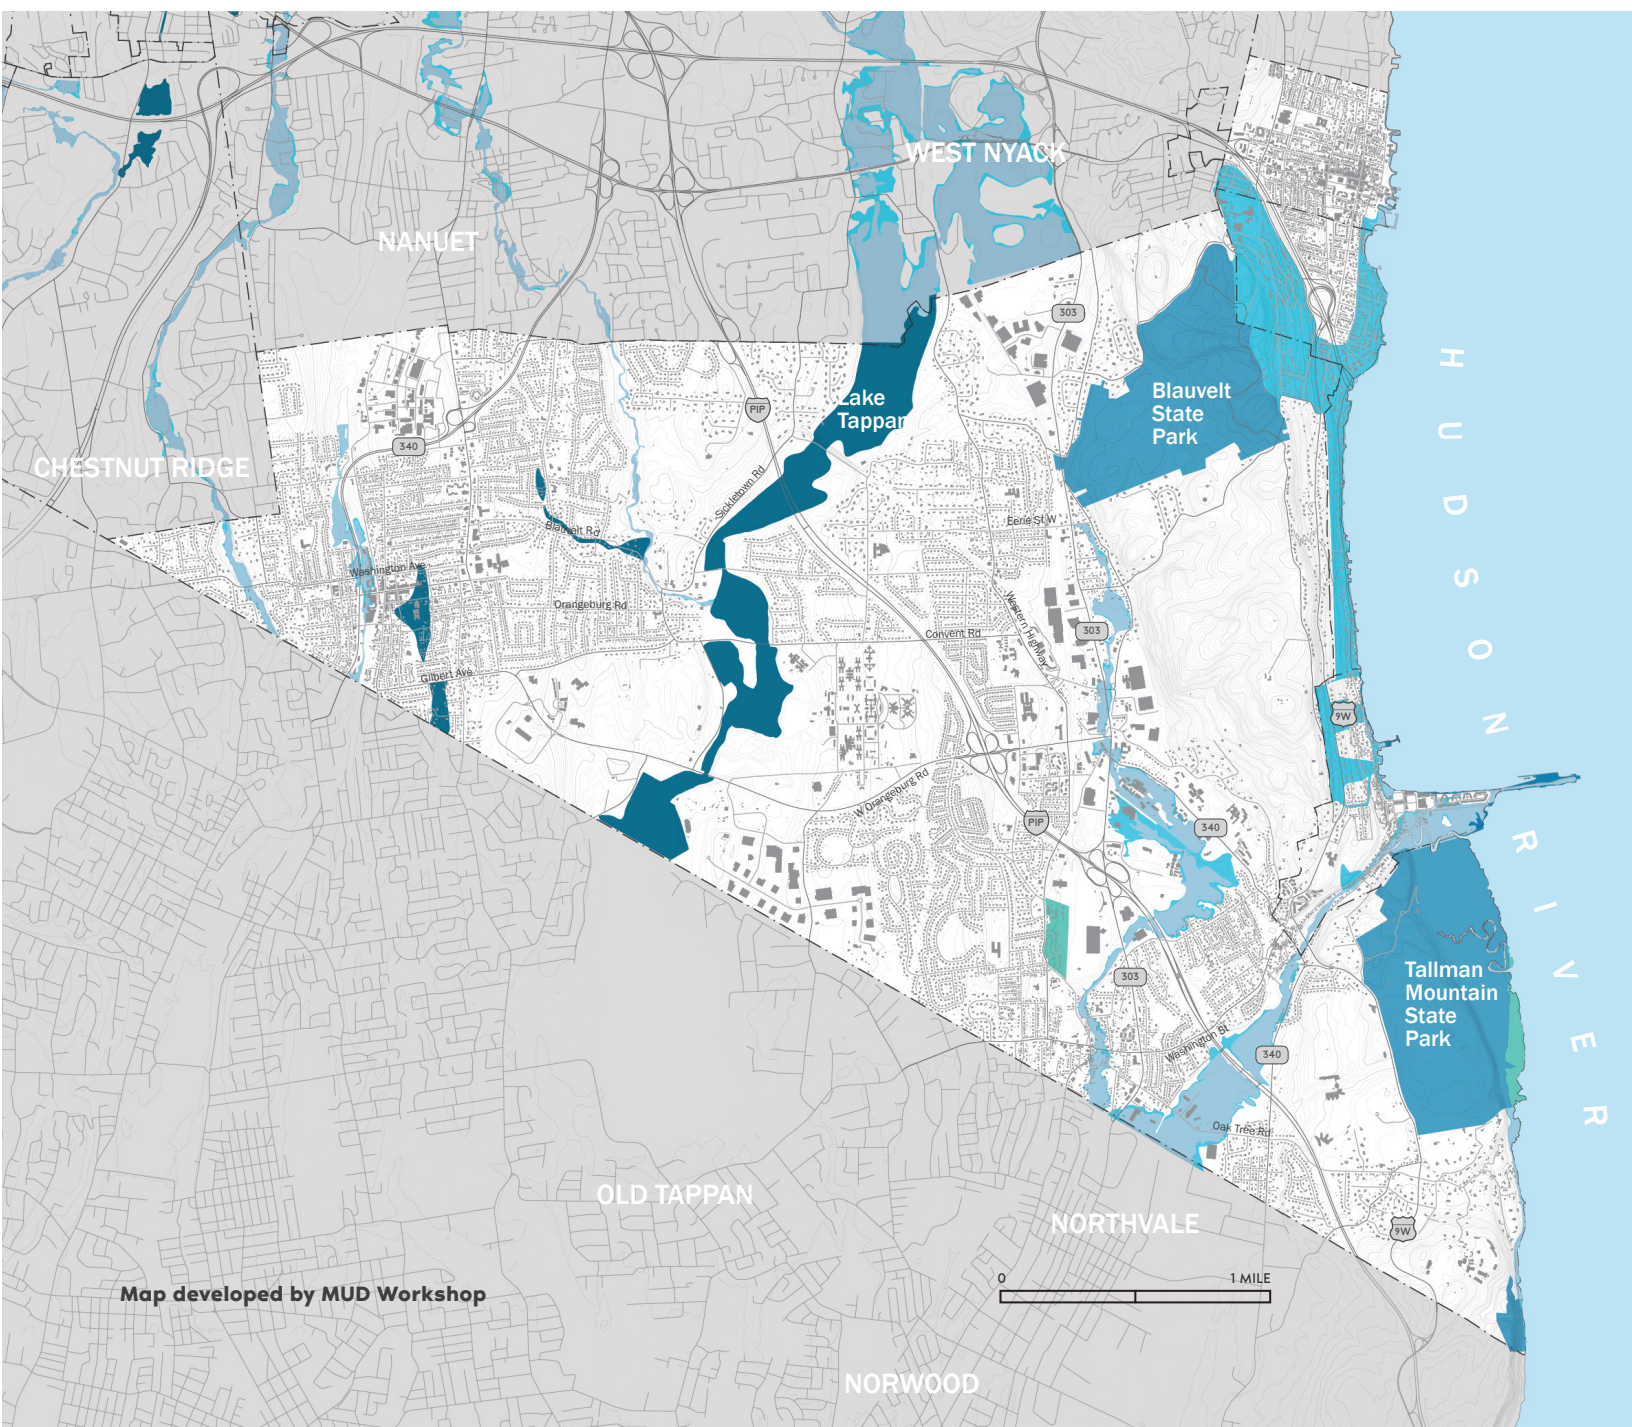 WEST NYACK
NANUET
303
HUDSON RIVER
Lake
Tappan
Blauvelt
State
Park
PIP
340
CHESTNUT RIDGE
Sickletown Rd
Blauvelt Rd
Eerie St W
Washington Ave
Orangeburg Rd
Western Highway
Convent Rd
303
Gilbert Ave
9W
W Orangeburg Rd
PIP
340
303
Tallman
Mountain
State
Park
Washington St
340
Oak Tree Rd
OLD TAPPAN
NORTHVALE
9W
0 1 MILE
Map developed by MUD Workshop
NORWOOD